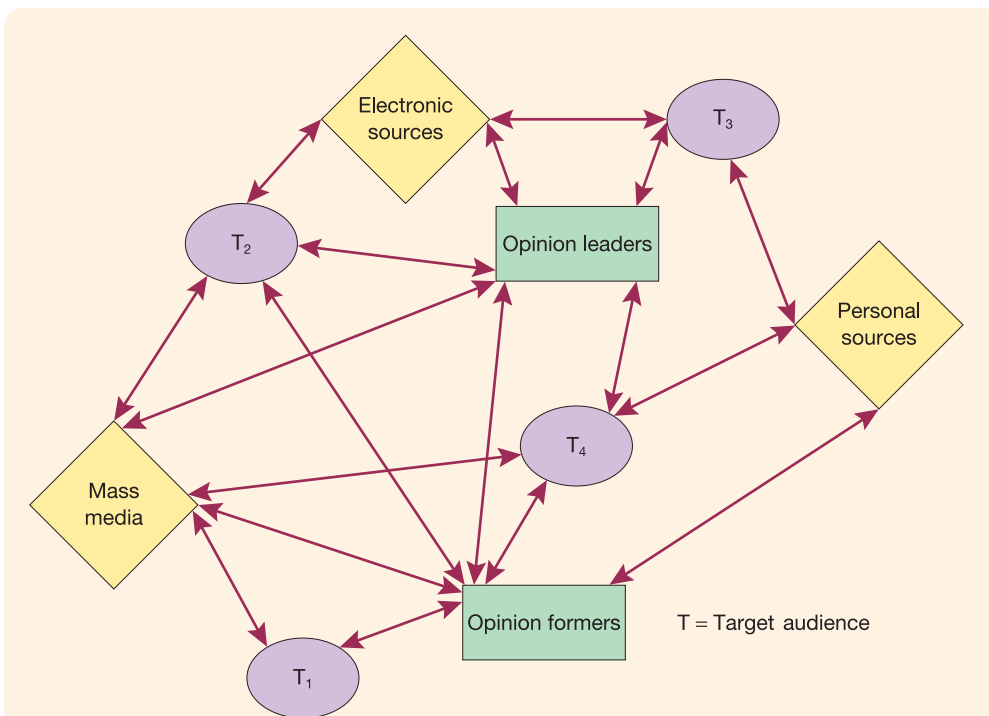 Electronic
sources
T₃
T₂
Opinion leaders
Personal
sources
T₄
Mass
media
Opinion formers
T = Target audience
T₁